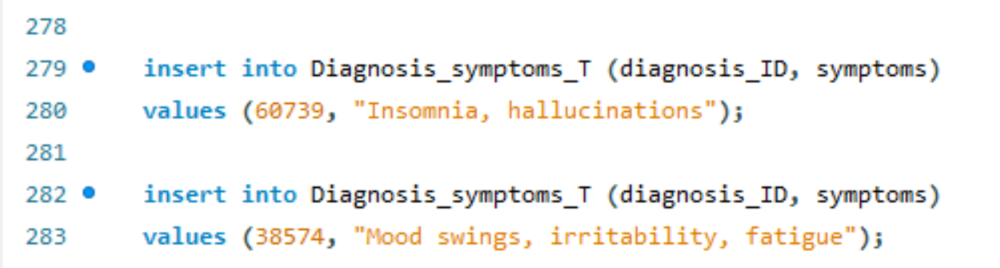 278
279 insert into Diagnosis_symptoms_T (diagnosis_ID, symptoms)
280 values (60739, "Insomnia, hallucinations");
281
282 insert into Diagnosis_symptoms_T (diagnosis_ID, symptoms)
283 values (38574, "Mood swings, irritability, fatigue");